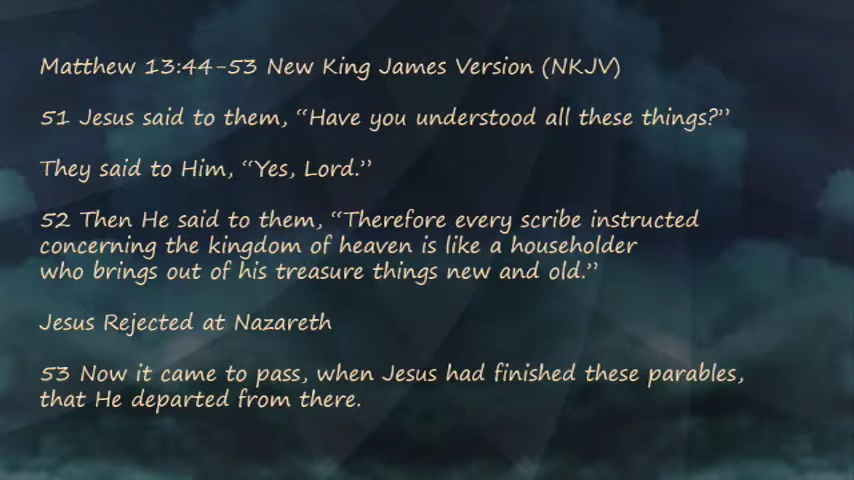 Matthew 13:44-53 New King James Version (NKJV)
51 Jesus said to them, “Have you understood all these things?”
They said to Him, “Yes, Lord.”
52 Then He said to them, “Therefore every scribe instructed
concerning the kingdom of heaven is like a householder
who brings out of his treasure things new and old.”
Jesus Rejected at Nazareth
53 Now it came to pass, when Jesus had finished these parables,
that He departed from there.